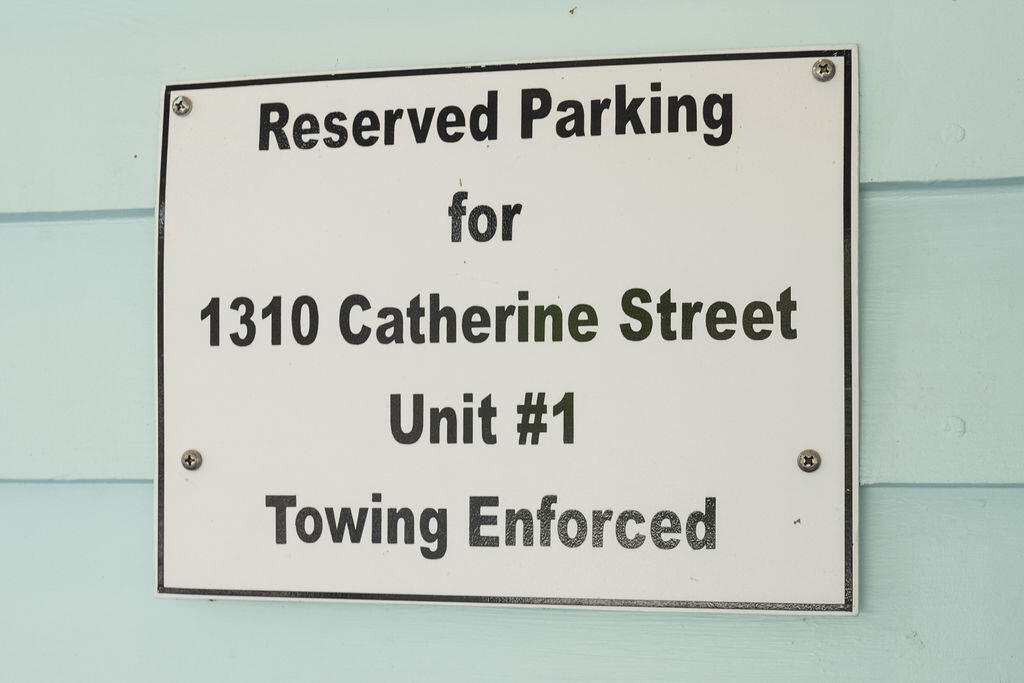 Reserved Parking
for
1310 Catherine Street
Unit #1
Towing Enforced